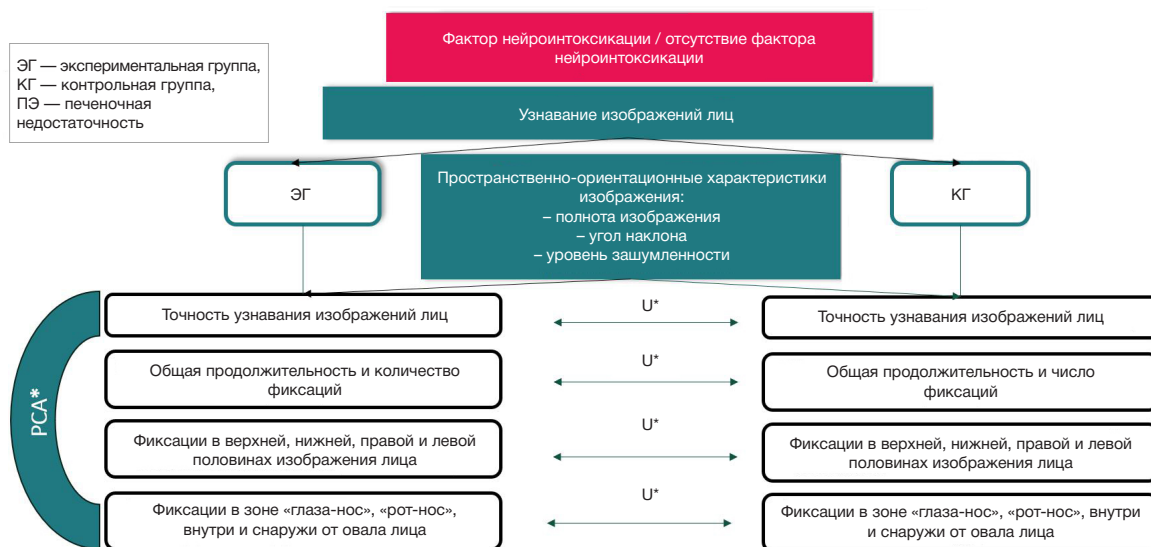 Фактор нейроинтоксикации / отсутствие фактора
нейроинтоксикации
ЭГ — экспериментальная группа,
КГ — контрольная группа,
ПЭ — печеночная
недостаточность
Узнавание изображений лиц
ЭГ
Пространственно-ориентационные характеристики
изображения:
– полнота изображения
– угол наклона
– уровень зашумленности
КГ
PCA*
Точность узнавания изображений лиц
U*
Точность узнавания изображений лиц
Общая продолжительность и количество
фиксаций
U*
Общая продолжительность и число
фиксаций
Фиксации в верхней, нижней, правой и левой
половинах изображения лица
U*
Фиксации в верхней, нижней, правой и левой
половинах изображения лица
Фиксации в зоне «глаза-нос», «рот-нос»,
внутри и снаружи от овала лица
U*
Фиксации в зоне «глаза-нос», «рот-нос», внутри
и снаружи от овала лица